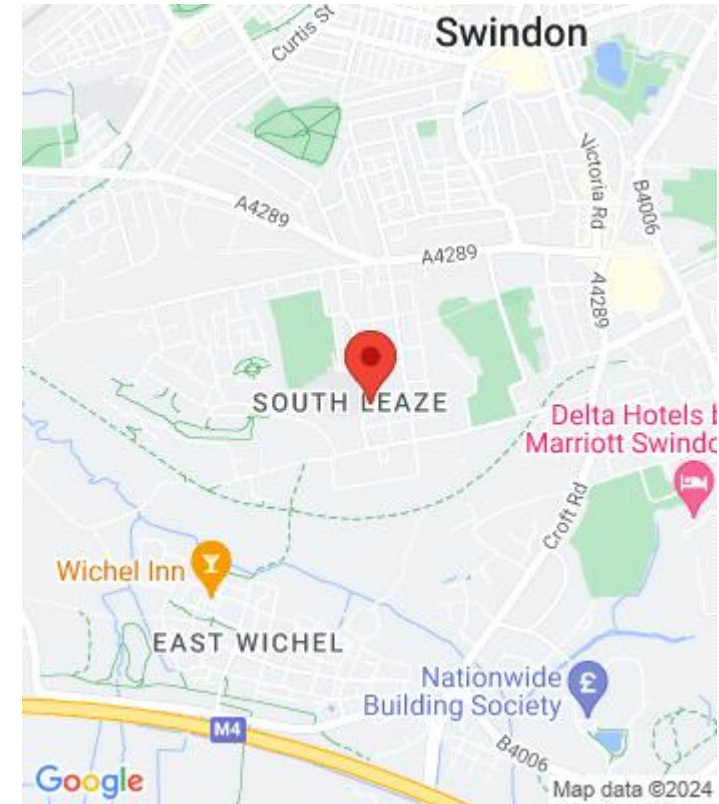 Swindon
Curtis St
Victoria Rd
B4006
A4289
A4289
A4289
SOUTH LEAZE
Delta Hotels b
Marriott Swindo
Croft Rd
Wichel Inn
EAST WICHEL
Nationwide
Building Society
£
M4
B4006
Google
Map data ©2024